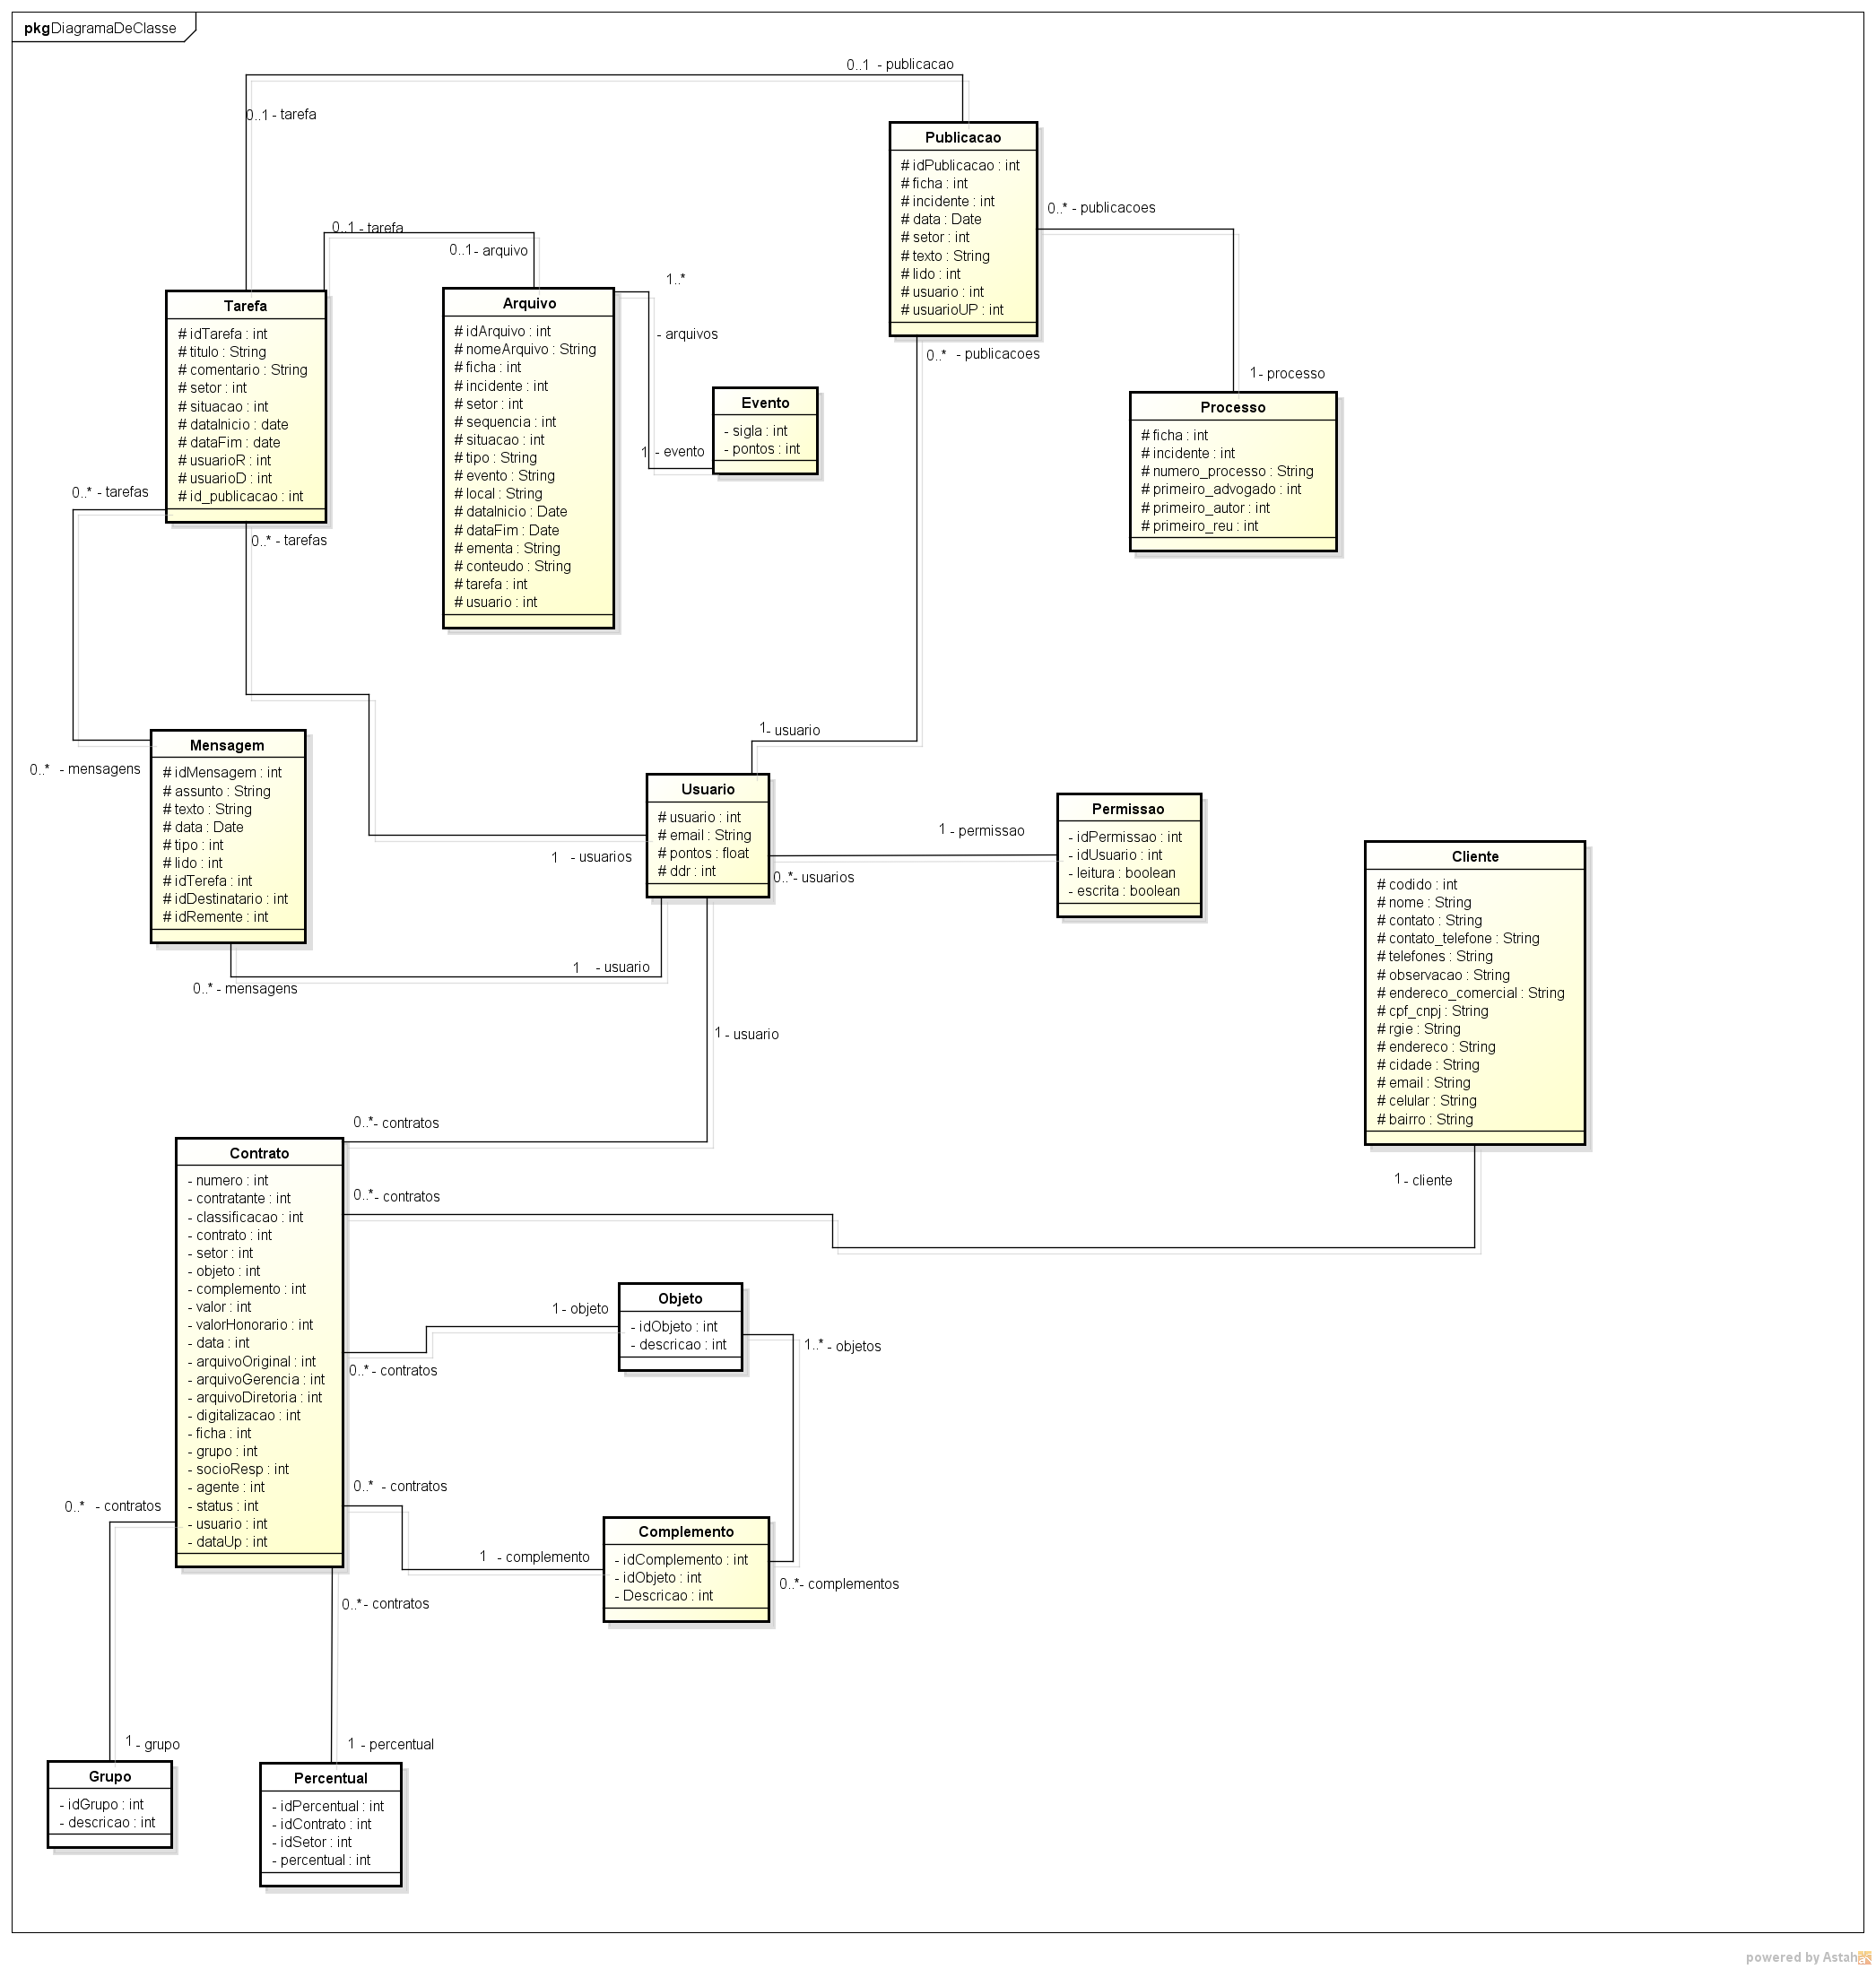 pkg DiagramaDeClasse
0..1 - publicacao
0..1 - tarefa
Publicacao
# idPublicacao : int
# ficha : int
# incidente : int
# data : Date
# setor : int
# texto : String
# lido : int
# usuario : int
# usuarioUP : int
0..* - publicacoes
0..* - publicacoes
1 - processo
Processo
# ficha : int
# incidente : int
# numero_processo : String
# primeiro_advogado : int
# primeiro_autor : int
# primeiro_reu : int
0..1 - tarefa
0..1 - arquivo
Tarefa
# idTarefa : int
# titulo : String
# comentario : String
# setor : int
# situacao : int
# dataInicio : date
# dataFim : date
# usuarioR : int
# usuarioD : int
# id_publicacao : int
Arquivo
# idArquivo : int
# nomeArquivo : String
# ficha : int
# incidente : int
# setor : int
# sequencia : int
# situacao : int
# tipo : String
# evento : String
# local : String
# dataInicio : Date
# dataFim : Date
# ementa : String
# conteudo : String
# tarefa : int
# usuario : int
1..*
- arquivos
1 - evento
Evento
- sigla : int
- pontos : int
0..* - tarefas
0..* - tarefas
0..* - mensagens
Mensagem
# idMensagem : int
# assunto : String
# texto : String
# data : Date
# tipo : int
# lido : int
# idTerefa : int
# idDestinatario : int
# idRemente : int
1 - usuario
Usuario
# usuario : int
# email : String
# pontos : float
# ddr : int
1 - usuarios
0..* - usuarios
1 - permissao
Permissao
- idPermissao : int
- idUsuario : int
- leitura : boolean
- escrita : boolean
Cliente
# codido : int
# nome : String
# contato : String
# contato_telefone : String
# telefones : String
# observacao : String
# endereco_comercial : String
# cpf_cnpj : String
# rgie : String
# endereco : String
# cidade : String
# email : String
# celular : String
# bairro : String
1 - usuario
0..* - mensagens
1 - usuario
0..* - contratos
1 - cliente
0..* - contratos
Contrato
- numero : int
- contratante : int
- classificacao : int
- contrato : int
- setor : int
- objeto : int
- complemento : int
- valor : int
- valorHonorario : int
- data : int
- arquivoOriginal : int
- arquivoGerencia : int
- arquivoDiretoria : int
- digitalizacao : int
- ficha : int
- grupo : int
- socioResp : int
- agente : int
- status : int
- usuario : int
- dataUp : int
1 - objeto
0..* - contratos
Objeto
- idObjeto : int
- descricao : int
1..* - objetos
0..* - contratos
1 - complemento
Complemento
- idComplemento : int
- idObjeto : int
- Descricao : int
0..* - complementos
0..* - contratos
0..* - contratos
1 - grupo
Grupo
- idGrupo : int
- descricao : int
1 - percentual
Percentual
- idPercentual : int
- idContrato : int
- idSetor : int
- percentual : int
powered by Astah